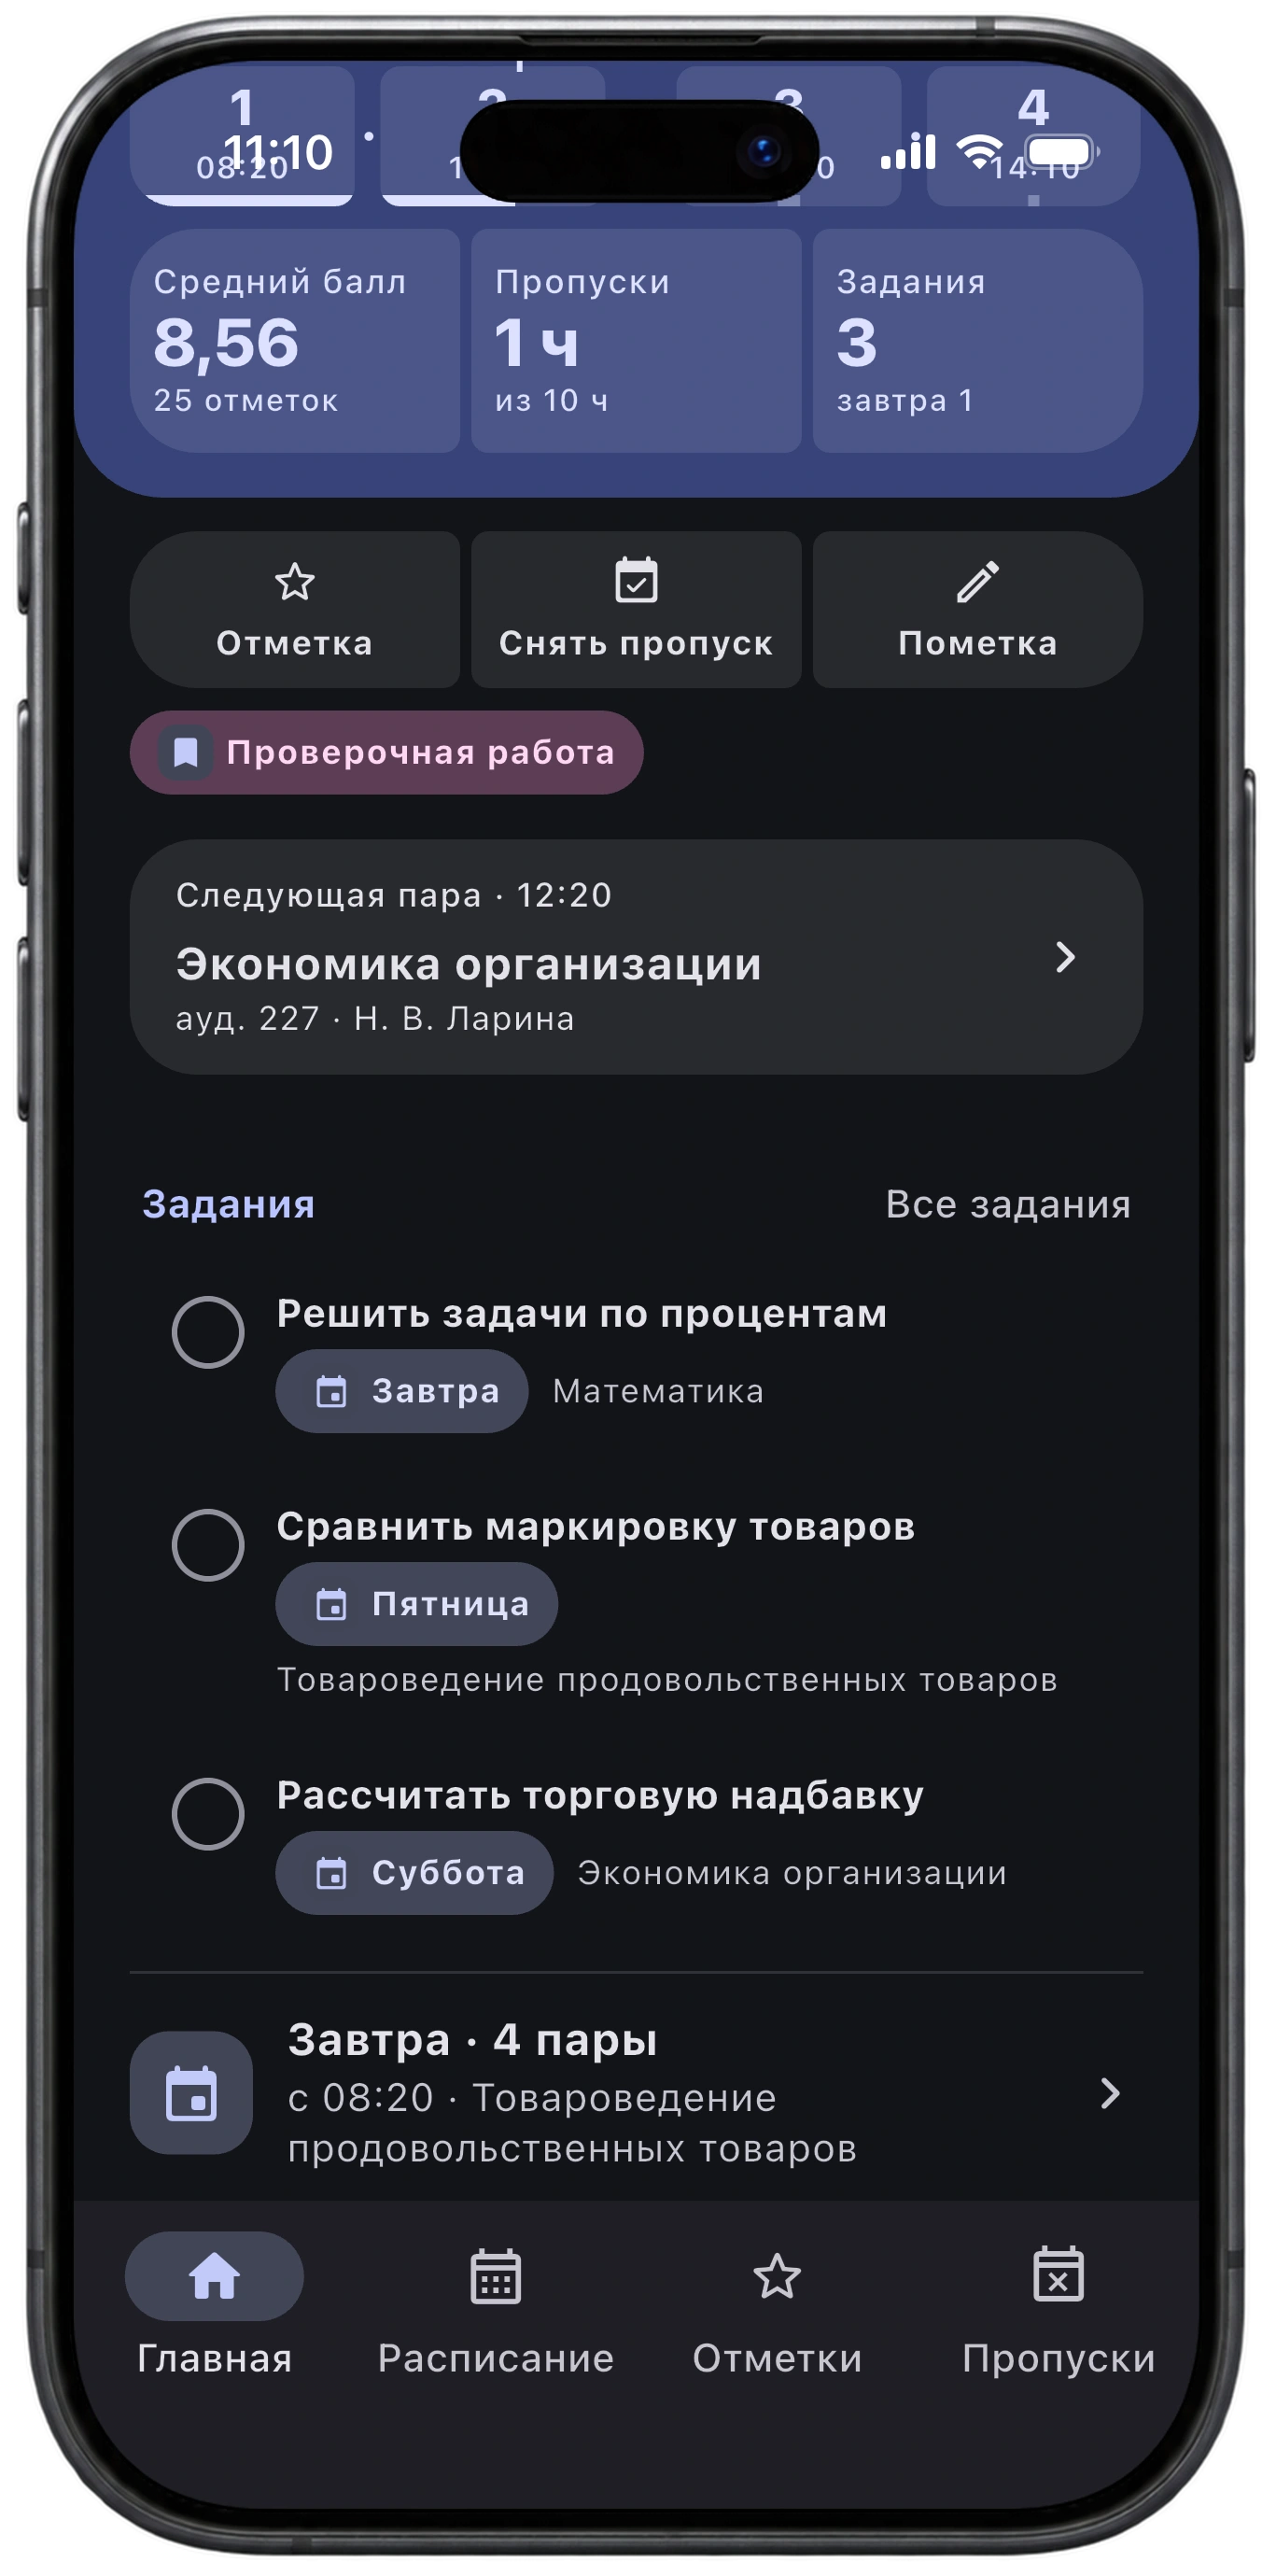 1
3
4
11:10
08:20
14:10
Средний балл
Пропуски
Задания
8,56
1 ч
3
25 отметок
из 10 ч
завтра 1
Отметка
Снять пропуск
Пометка
Проверочная работа
Следующая пара · 12:20
Экономика организации
ауд. 227 · Н. В. Ларина
Задания
Все задания
Решить задачи по процентам
Завтра
Математика
Сравнить маркировку товаров
Пятница
Товароведение продовольственных товаров
Рассчитать торговую надбавку
Суббота
Экономика организации
Завтра · 4 пары
с 08:20 · Товароведение
продовольственных товаров
Главная
Расписание
Отметки
Пропуски